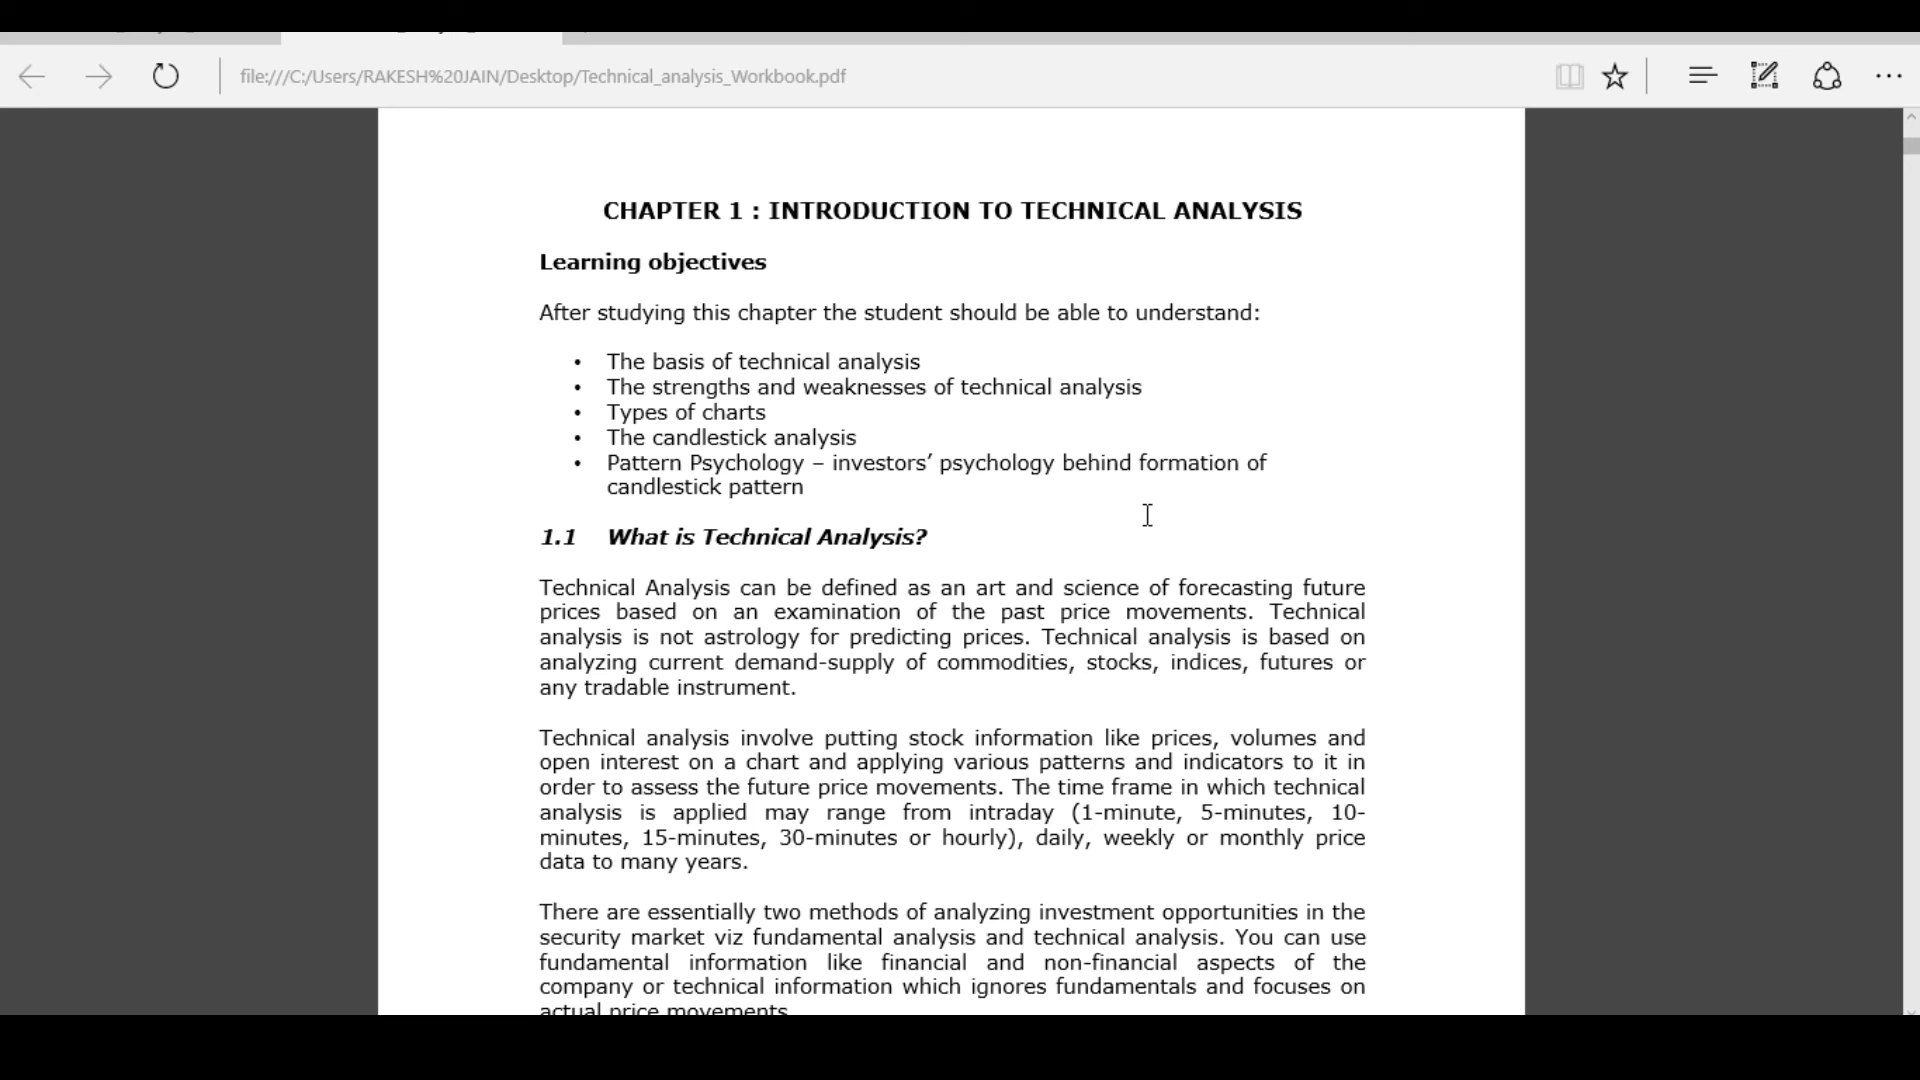 file:///C:/Users/RAKESH%20JAIN/Desktop/Technical_analysis_Workbook.pdf
CHAPTER 1 : INTRODUCTION TO TECHNICAL ANALYSIS
Learning objectives
After studying this chapter the student should be able to understand:
• The basis of technical analysis
• The strengths and weaknesses of technical analysis
• Types of charts
• The candlestick analysis
• Pattern Psychology – investors’ psychology behind formation of
candlestick pattern
1.1 What is Technical Analysis?
Technical Analysis can be defined as an art and science of forecasting future
prices based on an examination of the past price movements. Technical
analysis is not astrology for predicting prices. Technical analysis is based on
analyzing current demand-supply of commodities, stocks, indices, futures or
any tradable instrument.
Technical analysis involve putting stock information like prices, volumes and
open interest on a chart and applying various patterns and indicators to it in
order to assess the future price movements. The time frame in which technical
analysis is applied may range from intraday (1-minute, 5-minutes, 10-
minutes, 15-minutes, 30-minutes or hourly), daily, weekly or monthly price
data to many years.
There are essentially two methods of analyzing investment opportunities in the
security market viz fundamental analysis and technical analysis. You can use
fundamental information like financial and non-financial aspects of the
company or technical information which ignores fundamentals and focuses on
actual price movements.